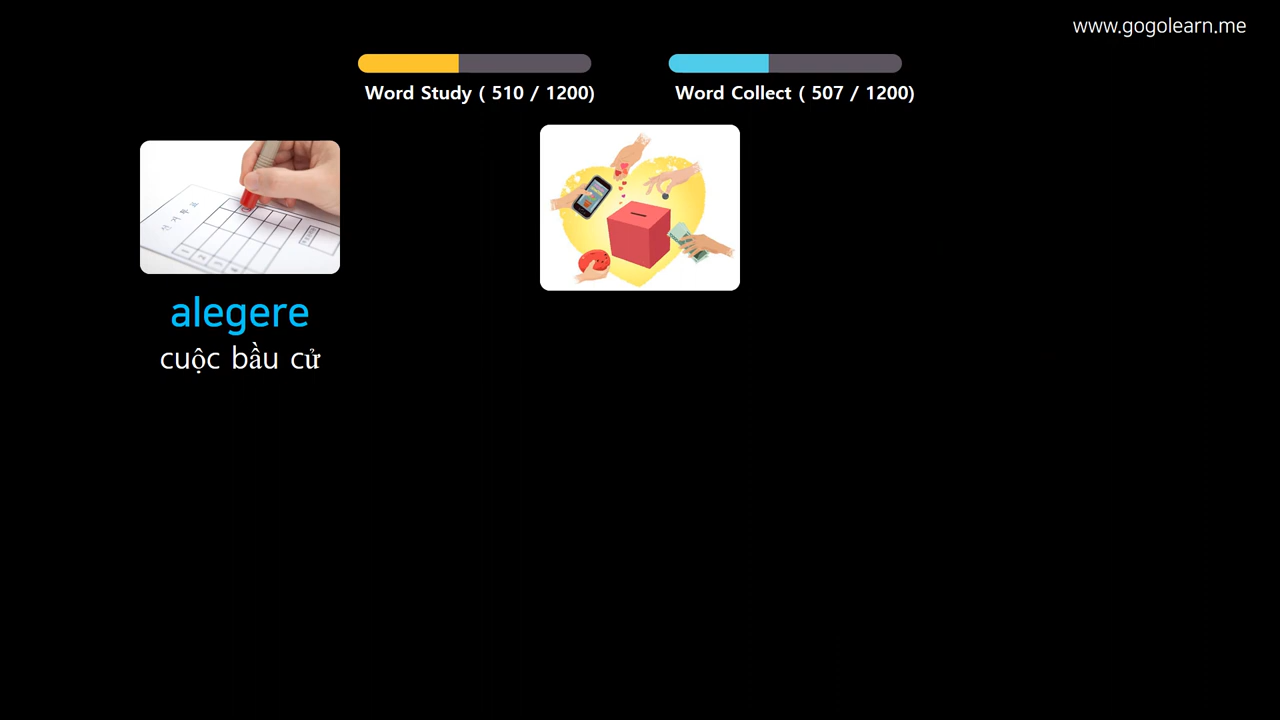 www.gogolearn.me
Word Study ( 510 / 1200)
Word Collect ( 507 / 1200)
alegere
cuộc bầu cử